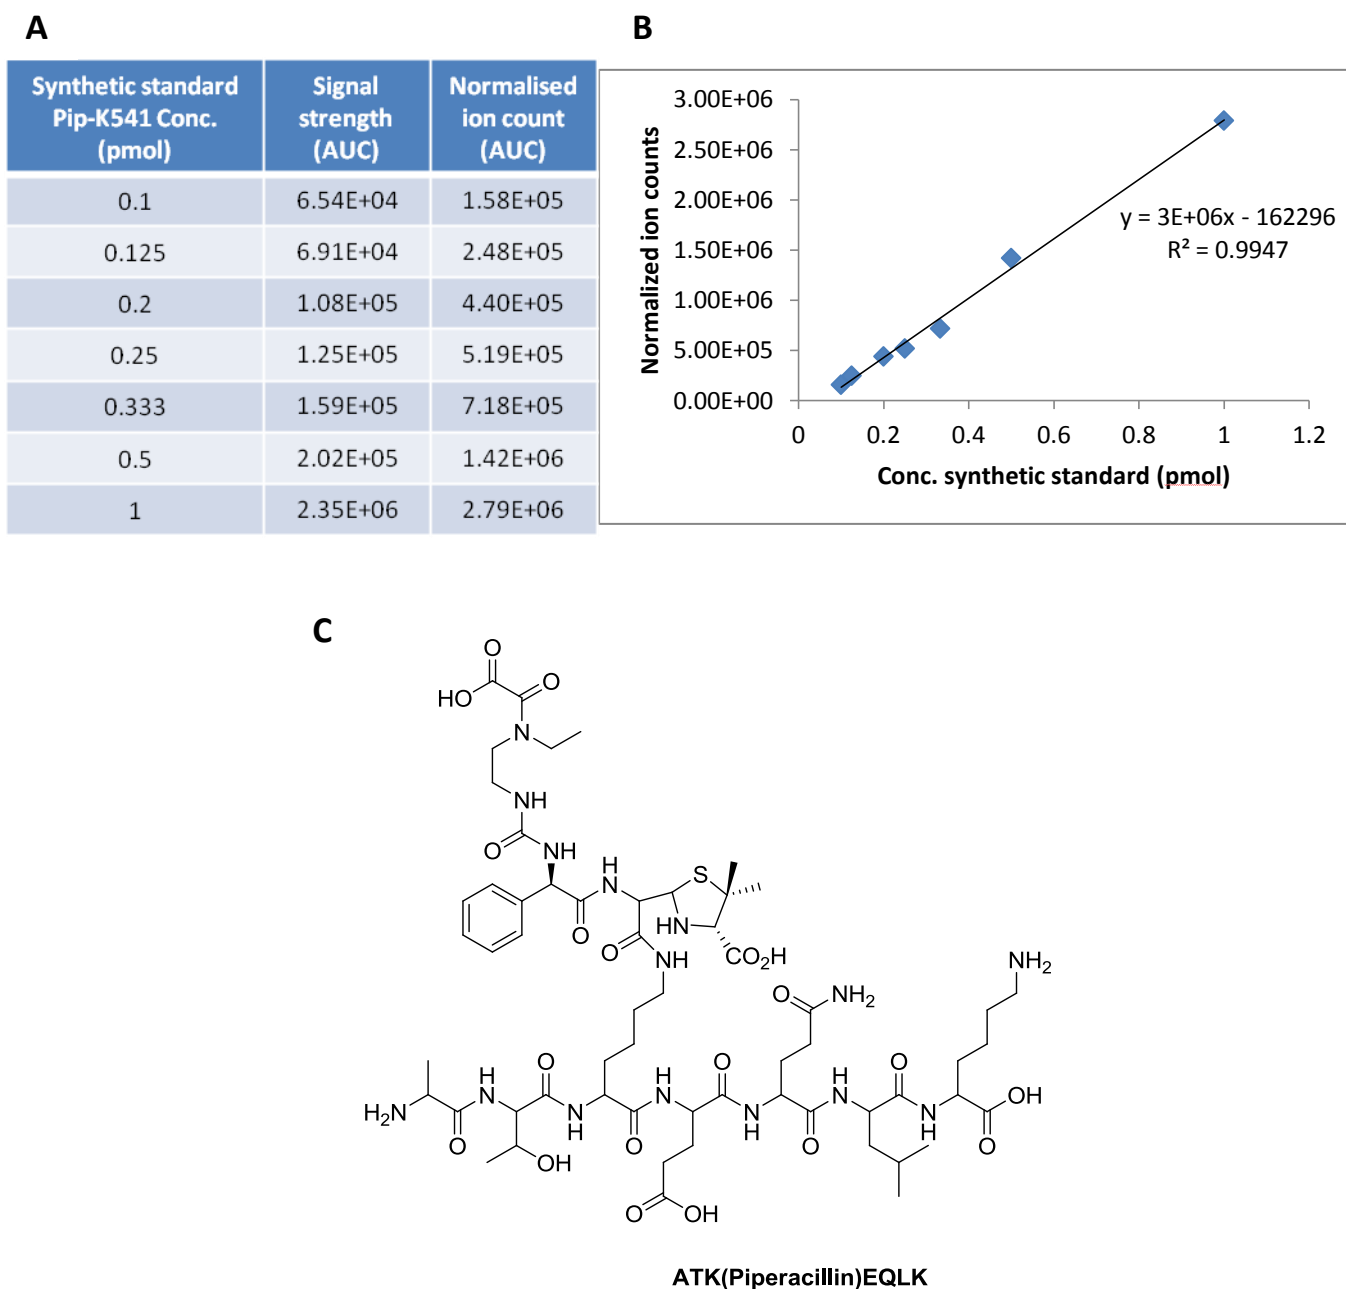 A
Synthetic standard Pip-K541 Conc. (pmol) Signal strength (AUC) Normalised ion count (AUC)
0.1 6.54E+04 1.58E+05
0.125 6.91E+04 2.48E+05
0.2 1.08E+05 4.40E+05
0.25 1.25E+05 5.19E+05
0.333 1.59E+05 7.18E+05
0.5 2.02E+05 1.42E+06
1 2.35E+06 2.79E+06
B
Normalized ion counts
3.00E+06
2.50E+06
2.00E+06
1.50E+06
1.00E+06
5.00E+05
0.00E+00
y = 3E+06x - 162296
R² = 0.9947
0 0.2 0.4 0.6 0.8 1 1.2
Conc. synthetic standard (pmol)
C
O
HO O
N
NH
O NH
H
N S
HN
O
O NH CO₂H
NH₂
O NH₂
H O H O H O
N N N OH
H₂N N N N
O H O H O H O
OH
O OH
ATK(Piperacillin)EQLK